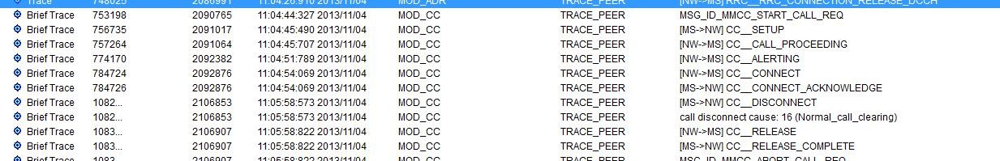 Trace 748025 2086991 11:04:26:910 2013/11/04 MOD_ADR TRACE_PEER [NW->MS] RRC__RRC_CONNECTION_RELEASE_DCCH
Brief Trace 753198 2090765 11:04:44:327 2013/11/04 MOD_CC TRACE_PEER MSG_ID_MMCC_START_CALL_REQ
Brief Trace 756735 2091017 11:04:45:490 2013/11/04 MOD_CC TRACE_PEER [MS->NW] CC__SETUP
Brief Trace 757264 2091064 11:04:45:707 2013/11/04 MOD_CC TRACE_PEER [NW->MS] CC__CALL_PROCEEDING
Brief Trace 774170 2092382 11:04:51:789 2013/11/04 MOD_CC TRACE_PEER [NW->MS] CC__ALERTING
Brief Trace 784724 2092876 11:04:54:069 2013/11/04 MOD_CC TRACE_PEER [NW->MS] CC__CONNECT
Brief Trace 784726 2092876 11:04:54:069 2013/11/04 MOD_CC TRACE_PEER [MS->NW] CC__CONNECT_ACKNOWLEDGE
Brief Trace 1082... 2106853 11:05:58:573 2013/11/04 MOD_CC TRACE_PEER [MS->NW] CC__DISCONNECT
Brief Trace 1082... 2106853 11:05:58:573 2013/11/04 MOD_CC TRACE_PEER call disconnect cause: 16 (Normal_call_clearing)
Brief Trace 1083... 2106907 11:05:58:822 2013/11/04 MOD_CC TRACE_PEER [NW->MS] CC__RELEASE
Brief Trace 1083... 2106907 11:05:58:822 2013/11/04 MOD_CC TRACE_PEER [MS->NW] CC__RELEASE_COMPLETE
Brief Trace 1083... 2106907 11:05:58:822 2013/11/04 MOD_CC TRACE_PEER MSG_ID_MMCC_ABORT_CALL_REQ